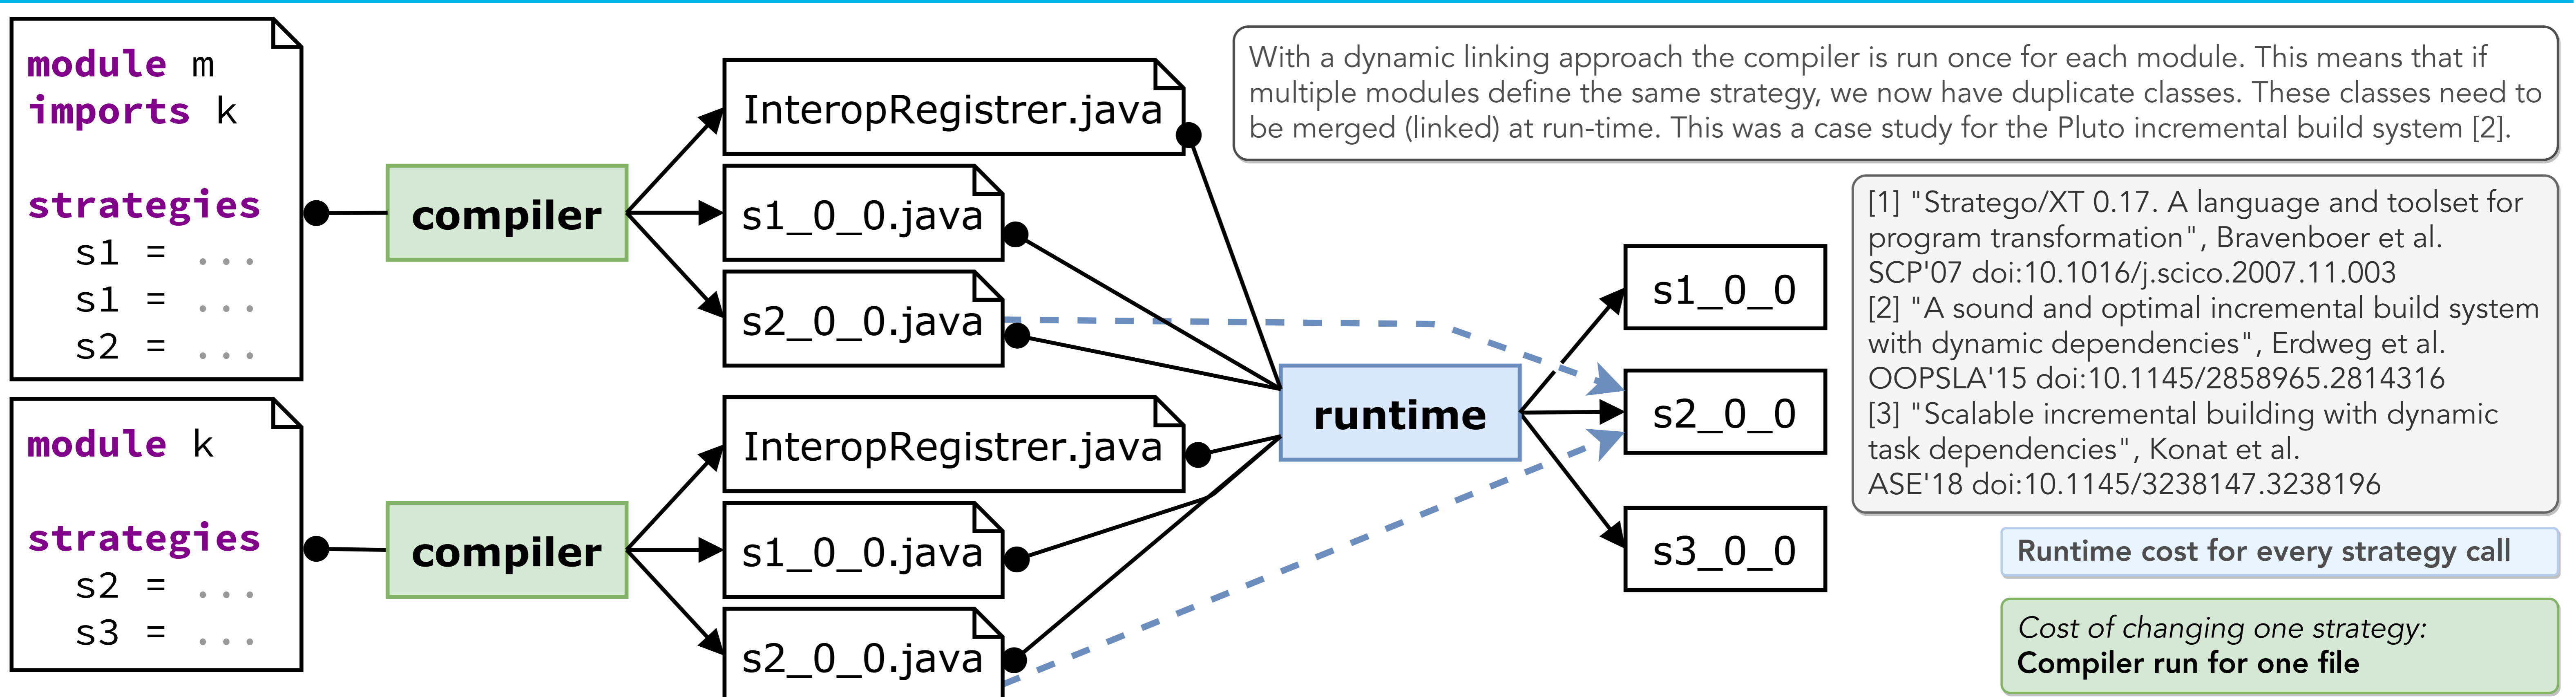 module m
imports k
strategies
s1 = ...
s1 = ...
s2 = ...
compiler
InteropRegistrer.java
s1_0_0.java
s2_0_0.java
With a dynamic linking approach the compiler is run once for each module. This means that if
multiple modules define the same strategy, we now have duplicate classes. These classes need to
be merged (linked) at run-time. This was a case study for the Pluto incremental build system [2].
module k
strategies
s2 = ...
s3 = ...
compiler
InteropRegistrer.java
s1_0_0.java
s2_0_0.java
runtime
s1_0_0
s2_0_0
s3_0_0
[1] "Stratego/XT 0.17. A language and toolset for
program transformation", Bravenboer et al.
SCP'07 doi:10.1016/j.scico.2007.11.003
[2] "A sound and optimal incremental build system
with dynamic dependencies", Erdweg et al.
OOPSLA'15 doi:10.1145/2858965.2814316
[3] "Scalable incremental building with dynamic
task dependencies", Konat et al.
ASE'18 doi:10.1145/3238147.3238196
Runtime cost for every strategy call
Cost of changing one strategy:
Compiler run for one file